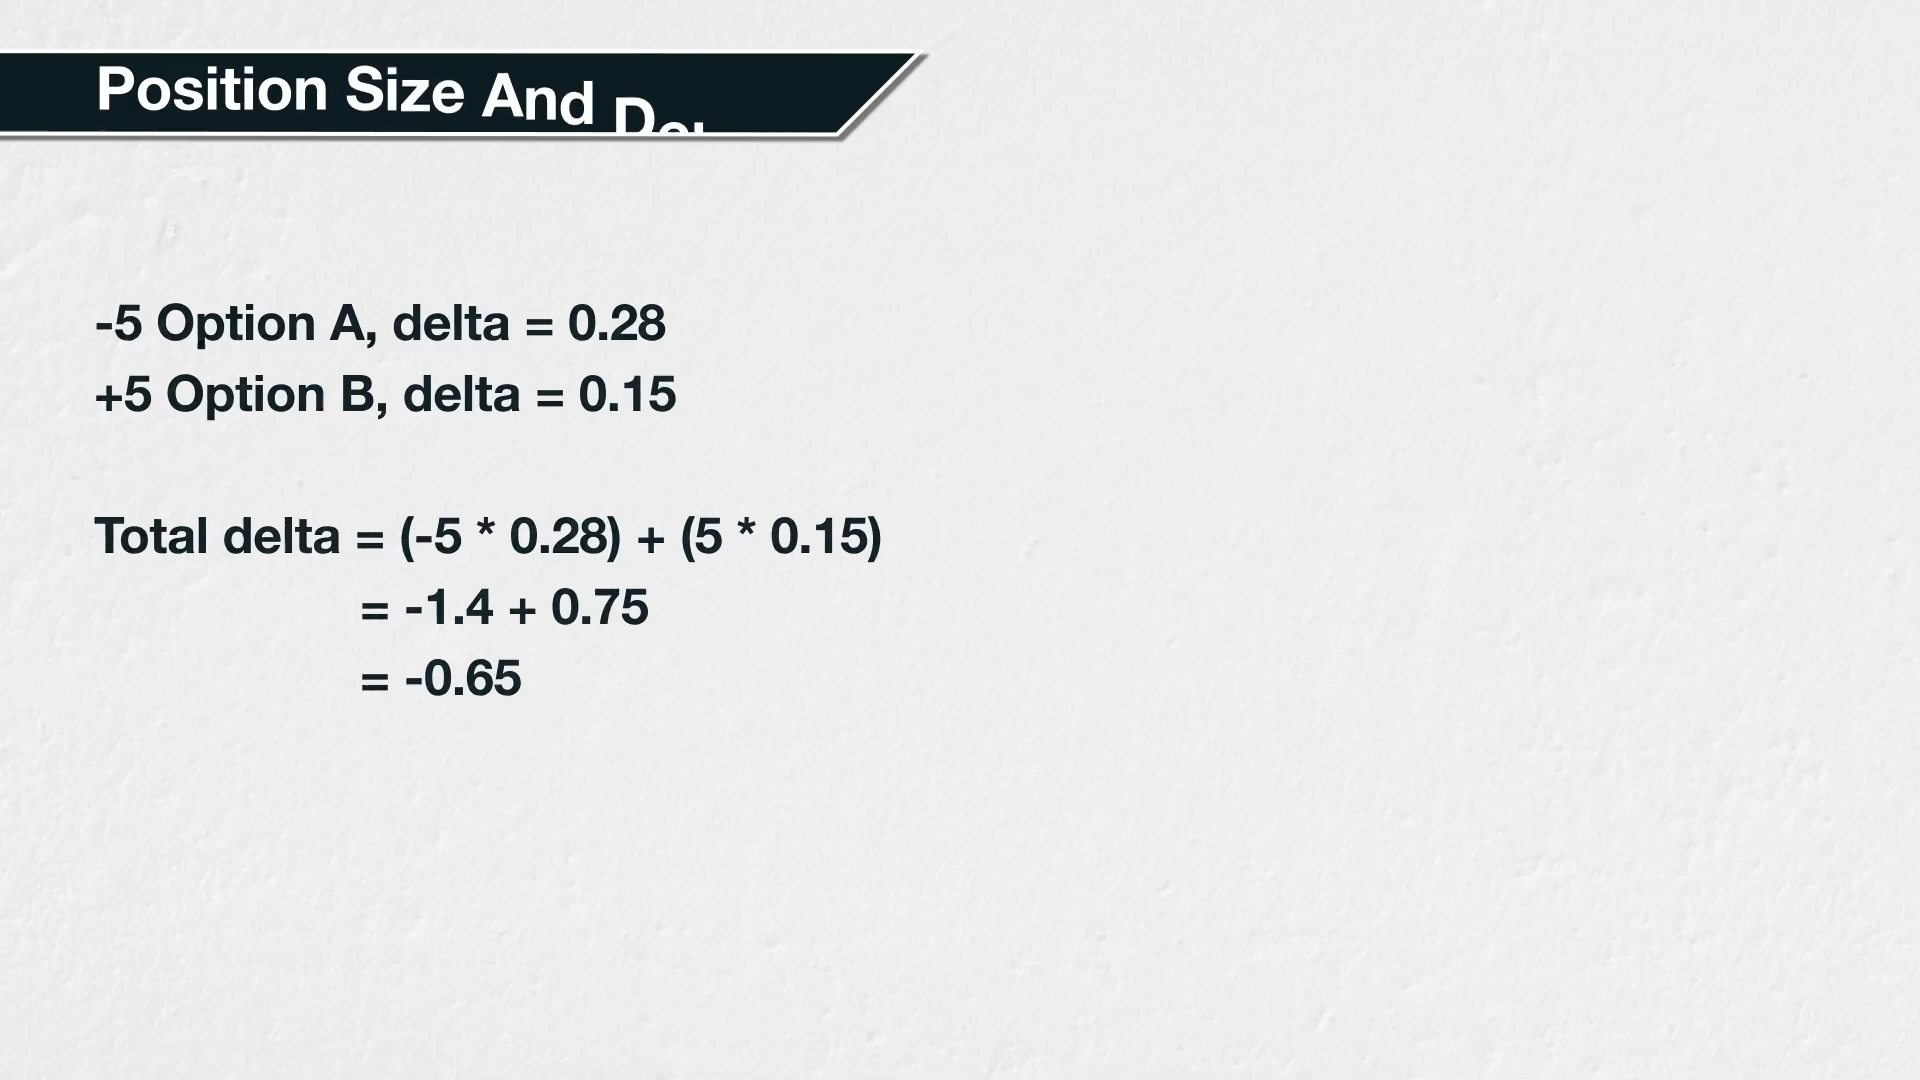 Position Size And
-5 Option A, delta = 0.28
+5 Option B, delta = 0.15
Total delta = (-5 * 0.28) + (5 * 0.15)
= -1.4 + 0.75
= -0.65